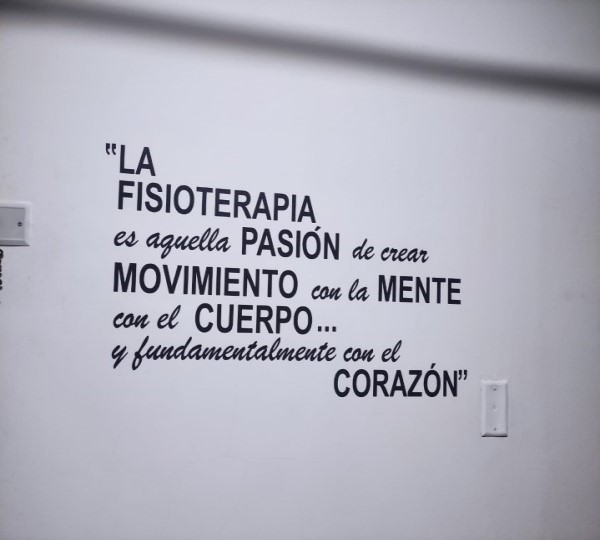 "LA
FISIOTERAPIA
es aquella PASIÓN de crear
MOVIMIENTO con la MENTE
con el CUERPO...
y fundamentalmente con el
CORAZÓN"